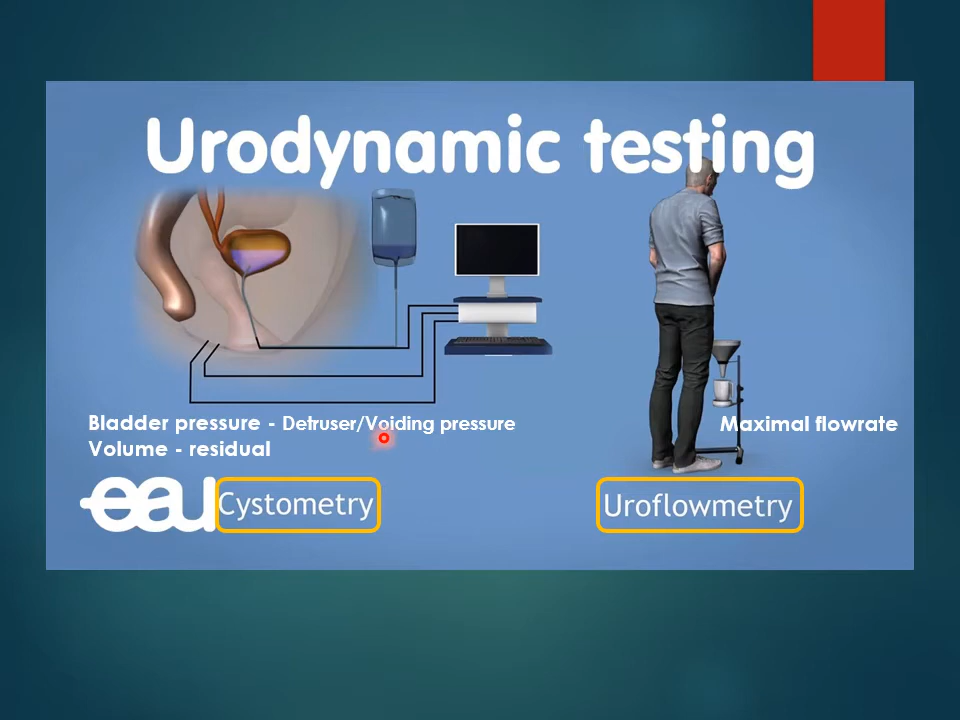 Urodynamic testing
Bladder pressure - Detruser/Voiding pressure
Volume - residual
Maximal flowrate
eau
Cystometry
Uroflowmetry